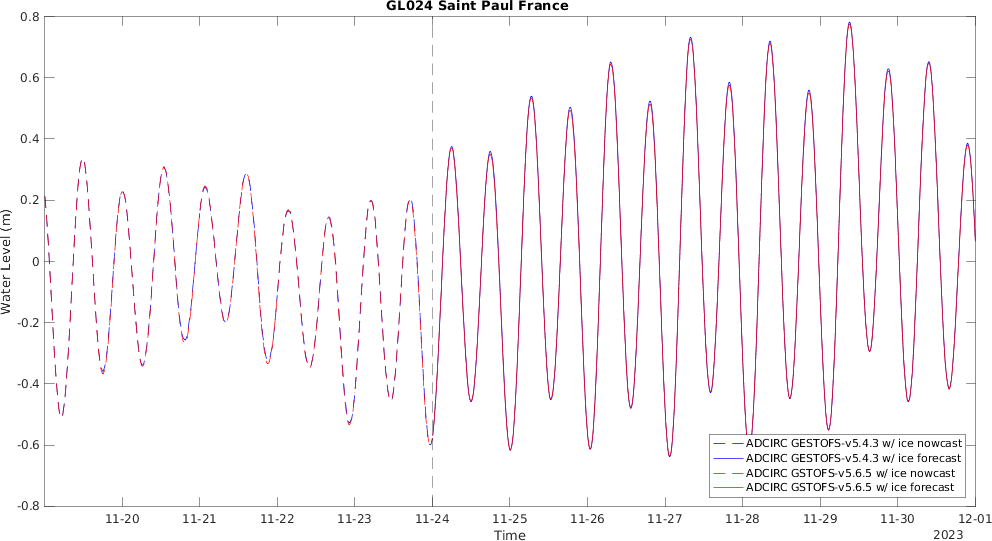 GL024 Saint Paul France
0.8
0.6
0.4
0.2
0
-0.2
-0.4
-0.6
-0.8
Water Level (m)
ADCIRC GESTOFS-v5.4.3 w/ ice nowcast
ADCIRC GESTOFS-v5.4.3 w/ ice forecast
ADCIRC GSTOFS-v5.6.5 w/ ice nowcast
ADCIRC GSTOFS-v5.6.5 w/ ice forecast
11-20 11-21 11-22 11-23 11-24 11-25 11-26 11-27 11-28 11-29 11-30 12-01
Time
2023